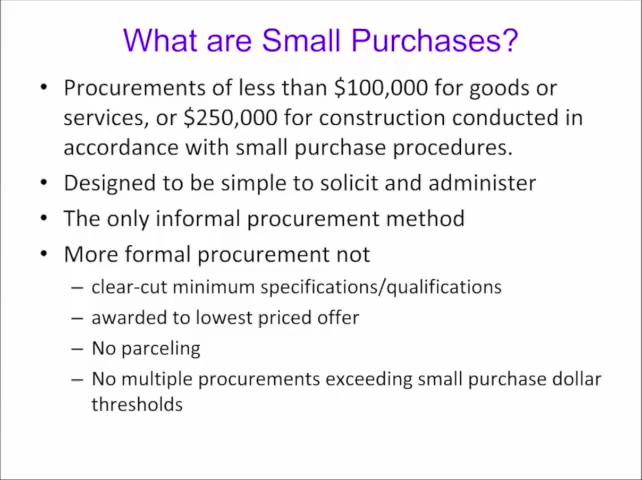 What are Small Purchases?
• Procurements of less than $100,000 for goods or
services, or $250,000 for construction conducted in
accordance with small purchase procedures.
• Designed to be simple to solicit and administer
• The only informal procurement method
• More formal procurement not
– clear-cut minimum specifications/qualifications
– awarded to lowest priced offer
– No parceling
– No multiple procurements exceeding small purchase dollar
thresholds